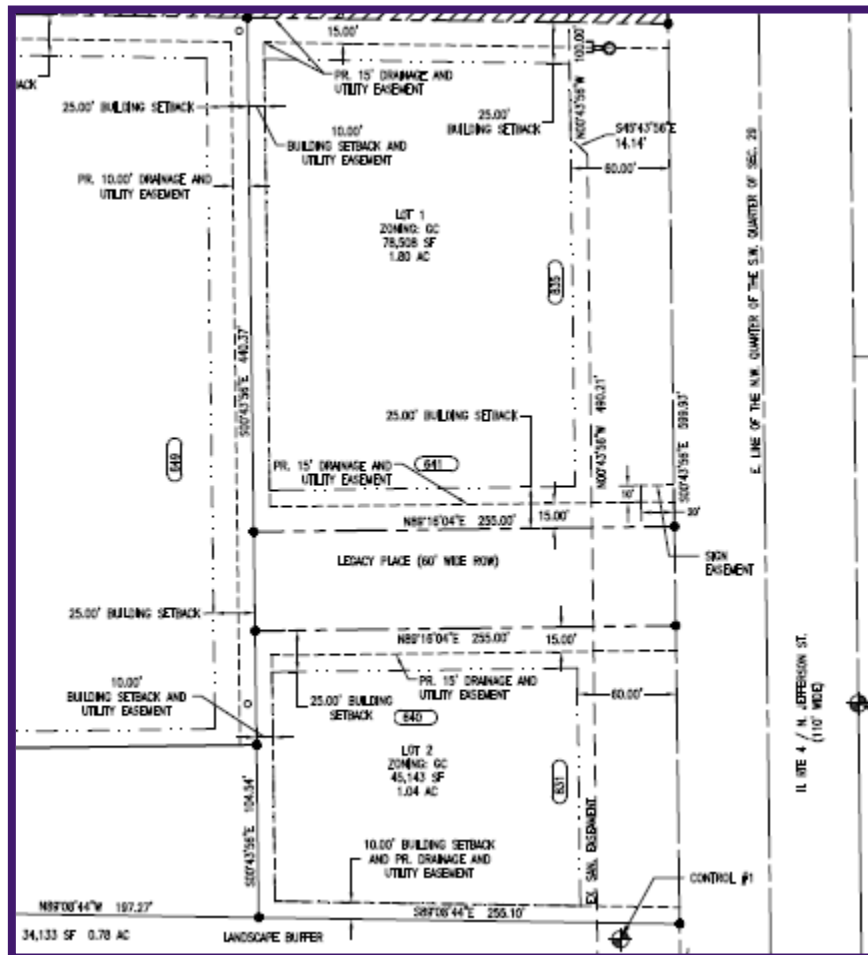 15.00'
PR. 15' DRAINAGE AND
UTILITY EASEMENT
ACK
25.00' BUILDING SETBACK
10.00'
BUILDING SETBACK AND
UTILITY EASEMENT
25.00'
BUILDING SETBACK
N00°43'56"W 100.00'
S45°43'56"E
14.14'
60.00'
PR. 10.00' DRAINAGE AND
UTILITY EASEMENT
LOT 1
ZONING: GC
78,508 SF
1.80 AC
E. LINE OF THE N.W. QUARTER OF THE S.W. QUARTER OF SEC. 29
635
S00°43'56"E 440.37'
649
25.00' BUILDING SETBACK
N00°43'56"W 490.21'
S00°43'56"E 599.93'
PR. 15' DRAINAGE AND
UTILITY EASEMENT
641
10'
20'
N89°16'04"E 255.00'
15.00'
LEGACY PLACE (60' WIDE ROW)
SIGN
EASEMENT
25.00' BUILDING SETBACK
N89°16'04"E 255.00'
15.00'
10.00'
BUILDING SETBACK AND
UTILITY EASEMENT
PR. 15' DRAINAGE AND
UTILITY EASEMENT
25.00' BUILDING
SETBACK
60.00'
640
LOT 2
ZONING: GC
45,143 SF
1.04 AC
631
IL RTE 4 / N. JEFFERSON ST.
(110' WIDE)
S00°43'56"E 104.54'
10.00' BUILDING SETBACK
AND PR. DRAINAGE AND
UTILITY EASEMENT
EX. SAN. EASEMENT
CONTROL #1
N89°08'44"W 197.27'
S89°08'44"E 255.10'
34,133 SF 0.78 AC
LANDSCAPE BUFFER